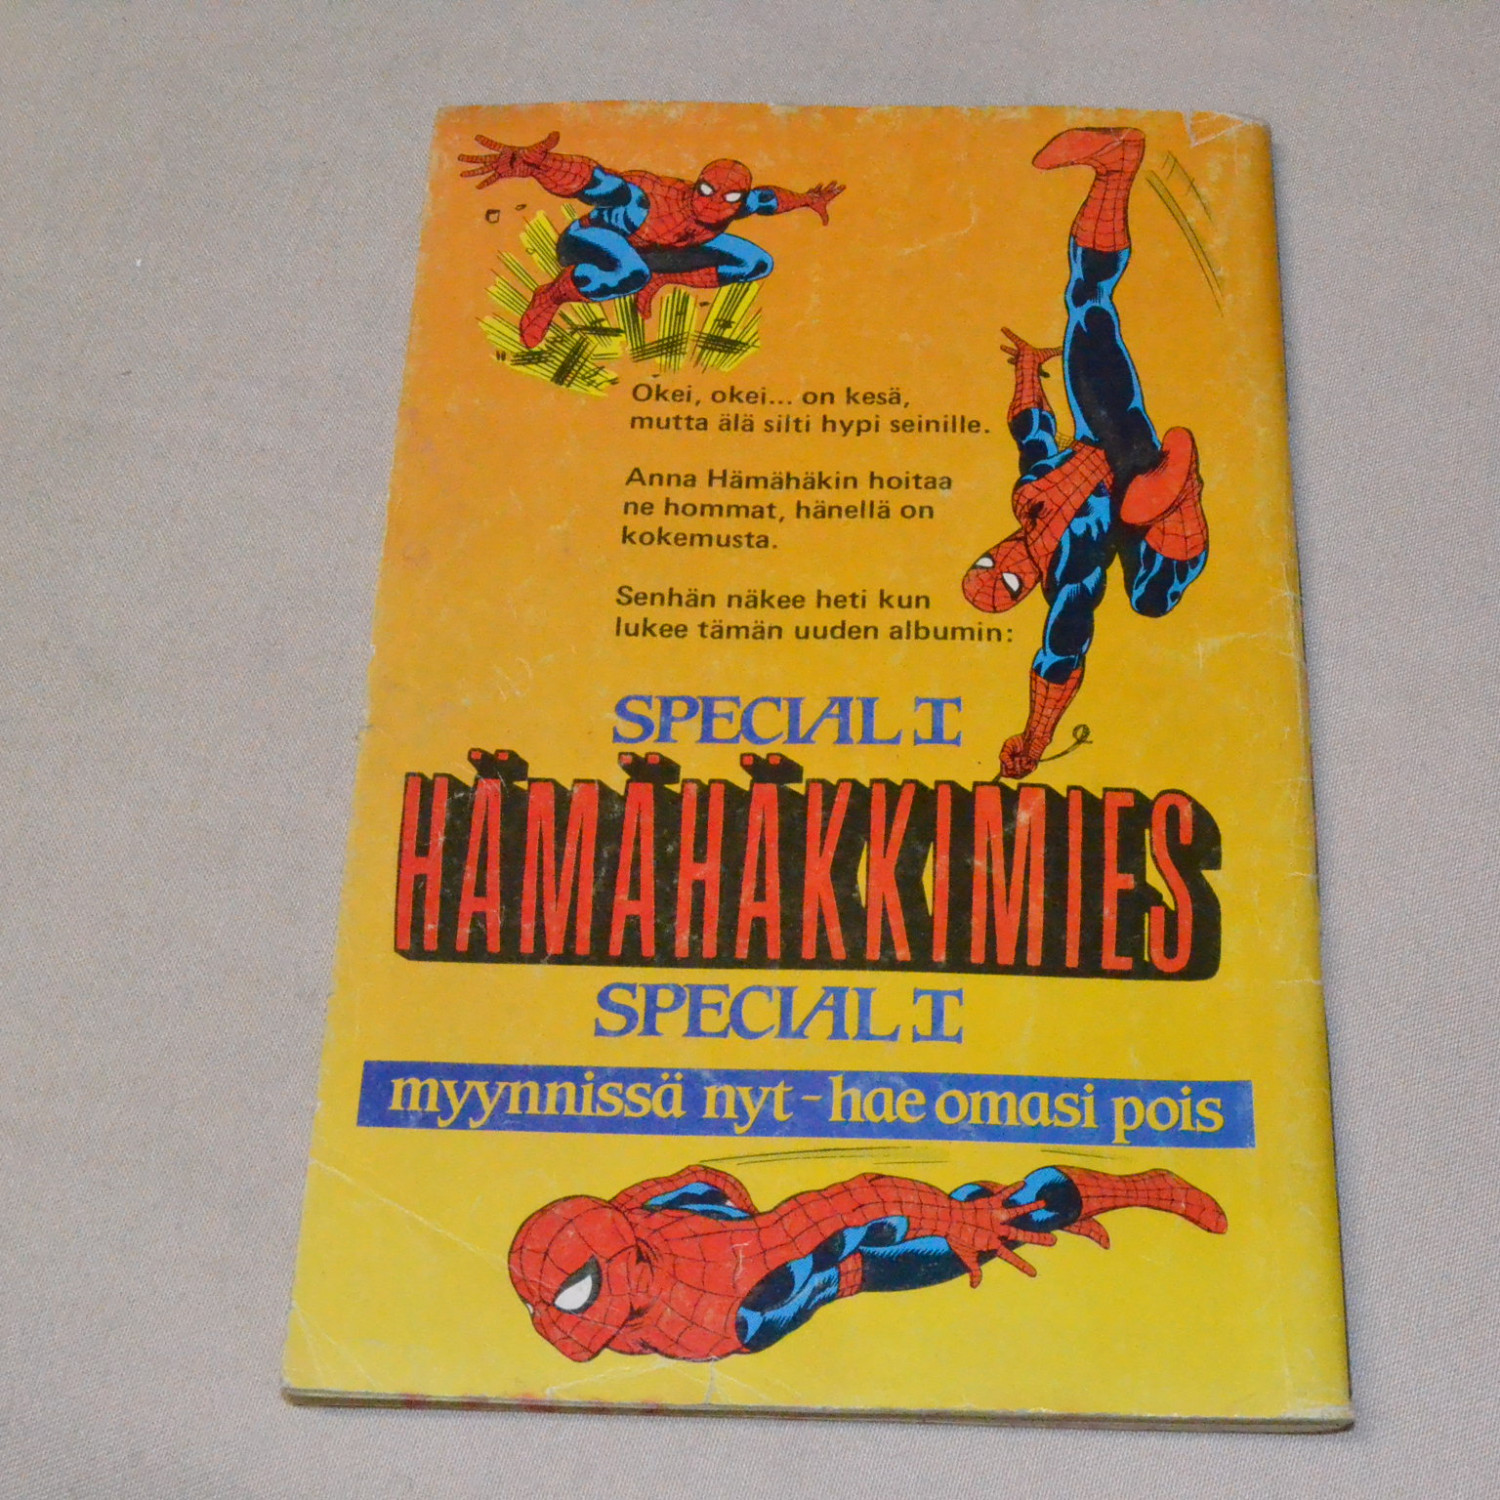 Okei, okei... on kesä,
mutta älä silti hypi seinille.
Anna Hämähäkin hoitaa
ne hommat, hänellä on
kokemusta.
Senhän näkee heti kun
lukee tämän uuden albumin:
SPECIAL I
HÄMÄHÄKKIMIES
SPECIAL I
myynnissä nyt - hae omasi pois